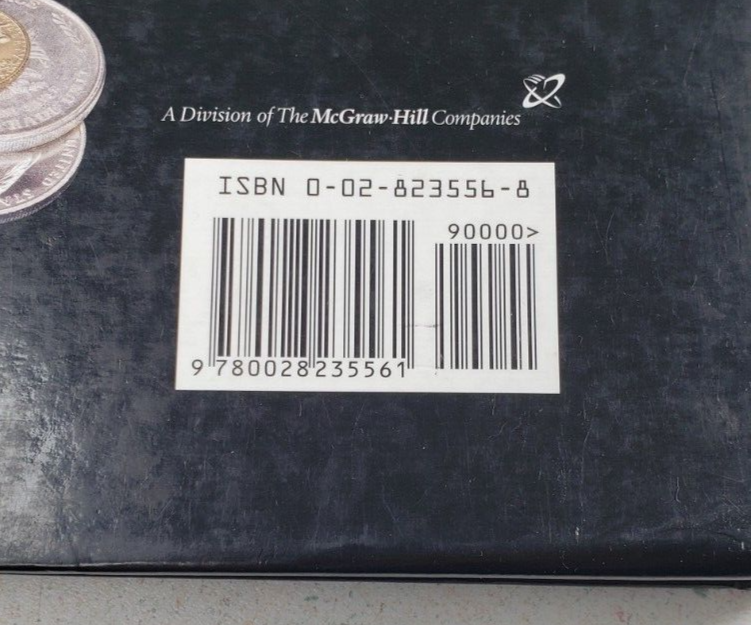 A Division of The McGraw·Hill Companies
ISBN 0-02-823556-8
90000>
9 780028 235561